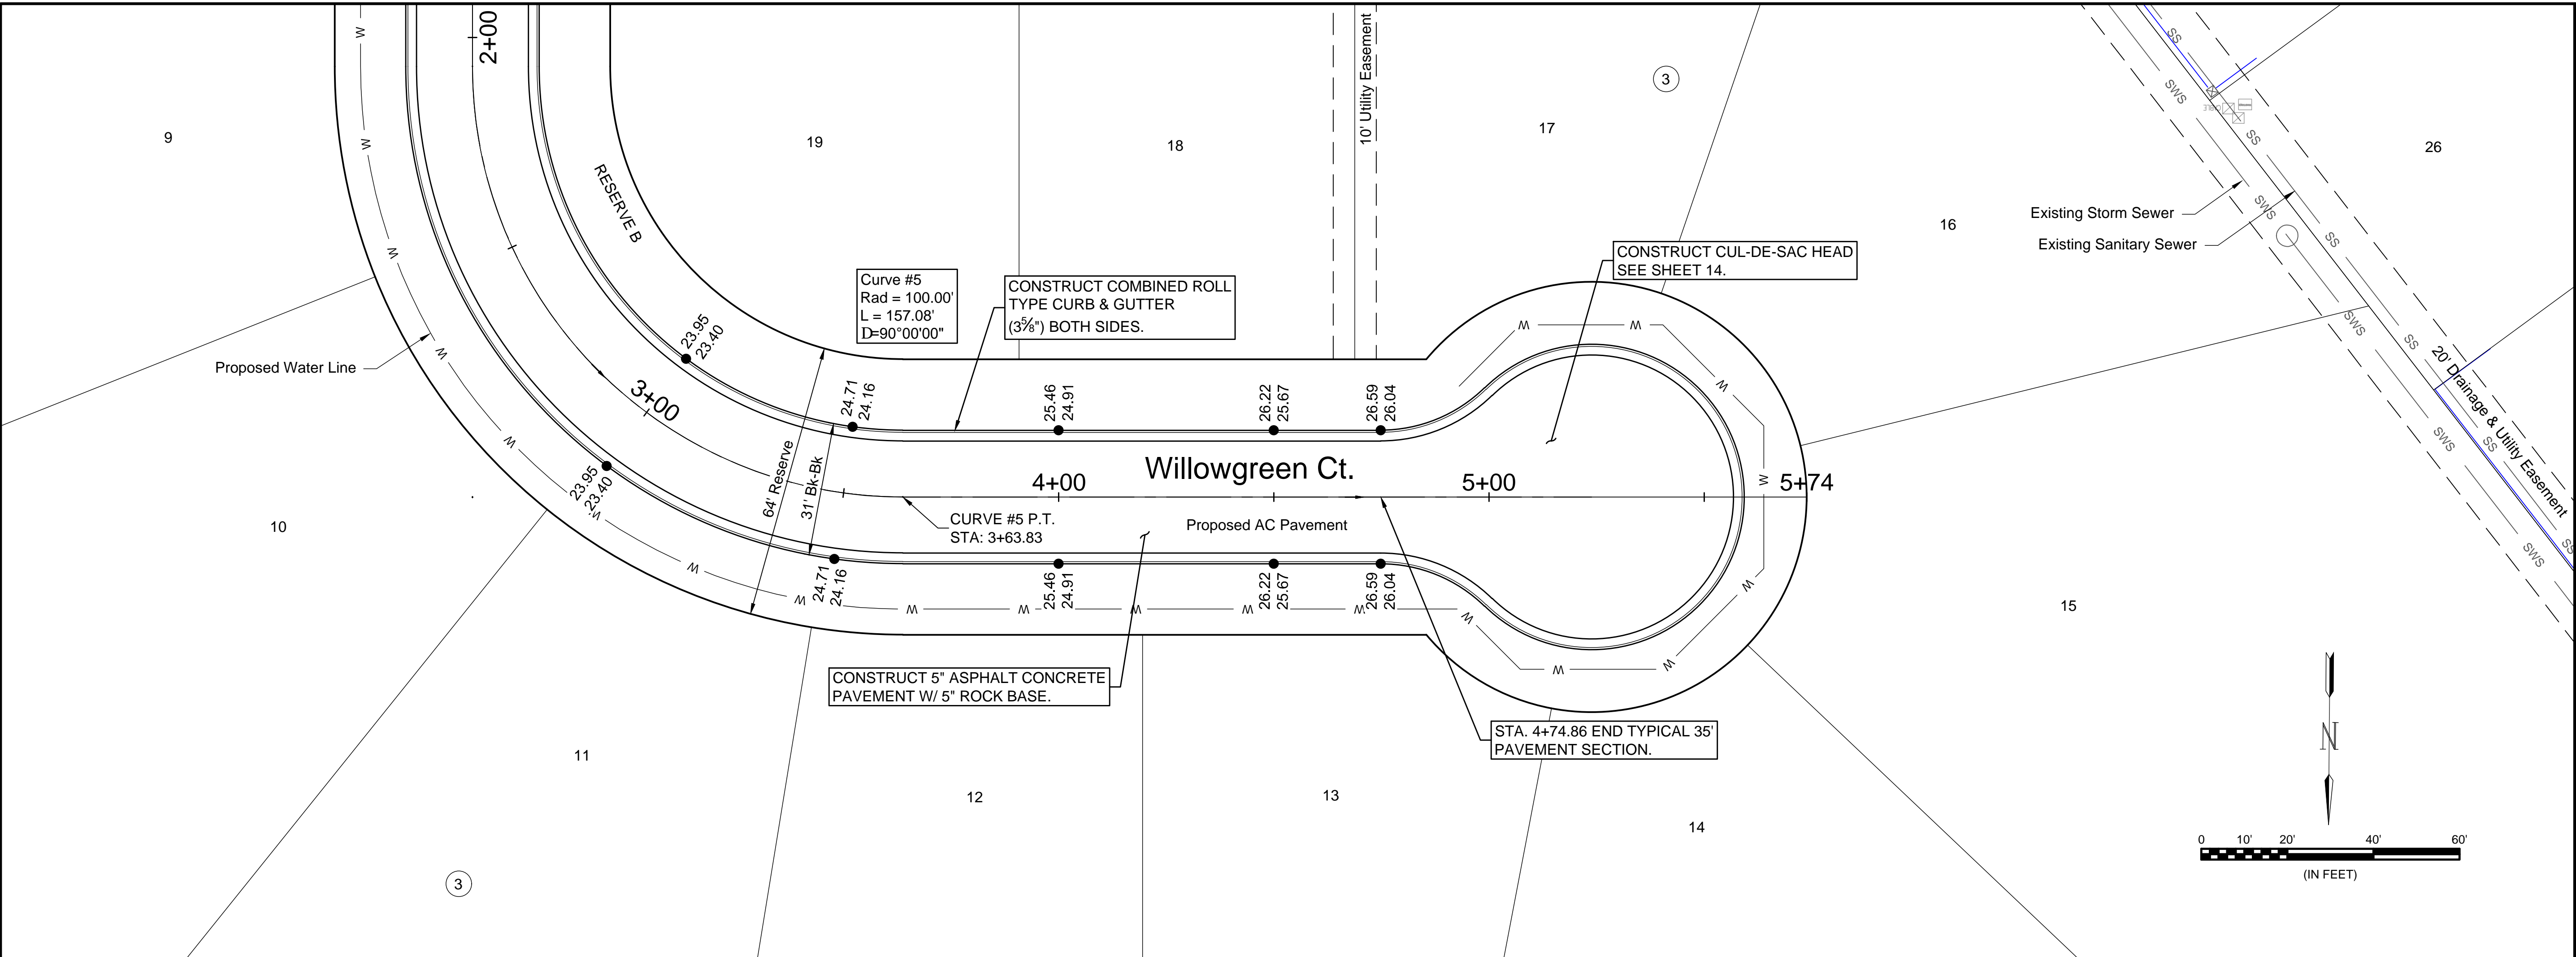 2+00
10' Utility Easement
3
9
19
18
17
16
26
RESERVE B
Existing Storm Sewer
Existing Sanitary Sewer
Curve #5
Rad = 100.00'
L = 157.08'
D=90°00'00"
CONSTRUCT COMBINED ROLL
TYPE CURB & GUTTER
(3⅝") BOTH SIDES.
CONSTRUCT CUL-DE-SAC HEAD
SEE SHEET 14.
Proposed Water Line
23.95
23.40
24.71
24.16
25.46
24.91
26.22
25.67
26.59
26.04
3+00
64' Reserve
31' Bk-Bk
Willowgreen Ct.
4+00
5+00
5+74
20' Drainage & Utility Easement
CURVE #5 P.T.
STA: 3+63.83
Proposed AC Pavement
23.95
23.40
24.71
24.16
25.46
24.91
26.22
25.67
26.59
26.04
10
15
CONSTRUCT 5" ASPHALT CONCRETE
PAVEMENT W/ 5" ROCK BASE.
STA. 4+74.86 END TYPICAL 35'
PAVEMENT SECTION.
11
12
13
14
3
N
0 10' 20' 40' 60'
(IN FEET)
W
SS
SWS